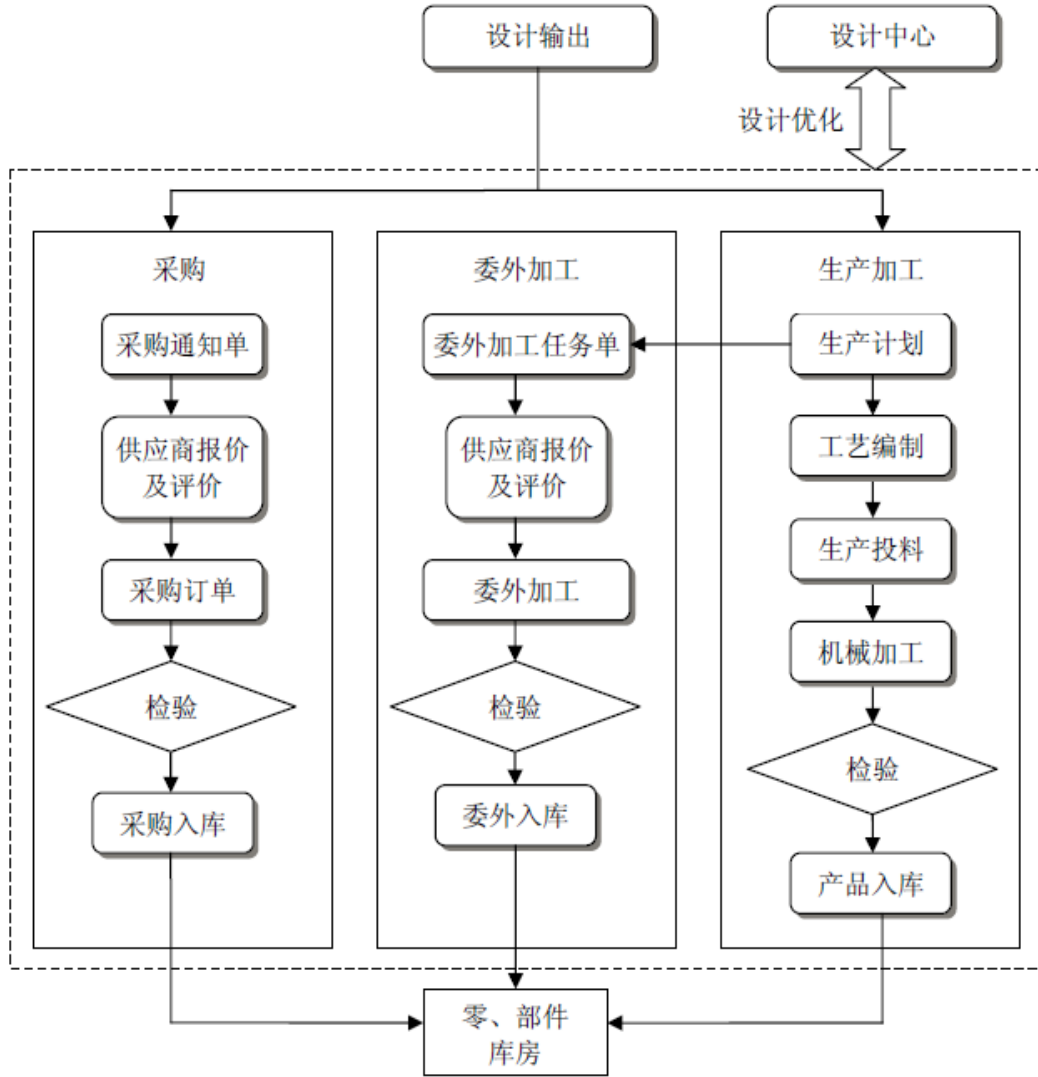 设计输出
设计中心
设计优化
采购
采购通知单
供应商报价
及评价
采购订单
检验
采购入库
委外加工
委外加工任务单
供应商报价
及评价
委外加工
检验
委外入库
生产加工
生产计划
工艺编制
生产投料
机械加工
检验
产品入库
零、部件
库房